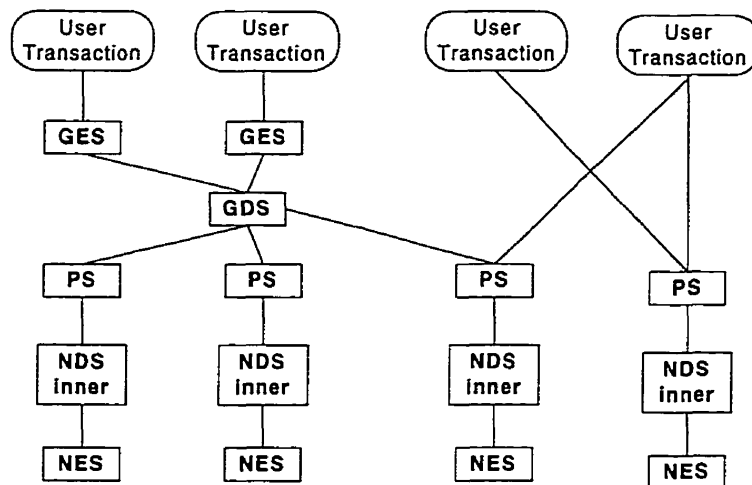 User
Transaction
User
Transaction
User
Transaction
User
Transaction
GES
GES
GDS
PS
PS
PS
PS
NDS
inner
NDS
inner
NDS
inner
NDS
inner
NES
NES
NES
NES